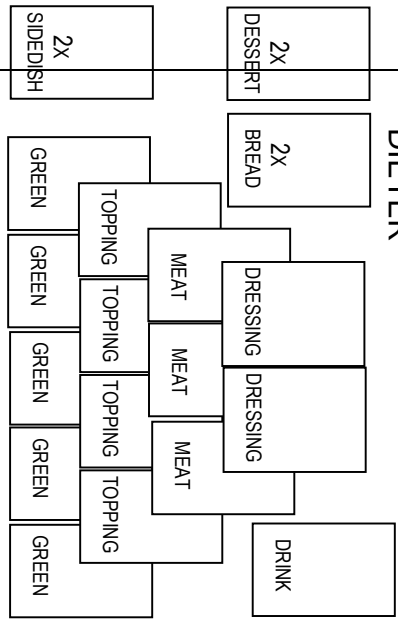 DIETER
2x
DESSERT
2x
BREAD
DRINK
DRESSING
DRESSING
MEAT
MEAT
MEAT
TOPPING
TOPPING
TOPPING
TOPPING
2x
SIDEDISH
GREEN
GREEN
GREEN
GREEN
GREEN